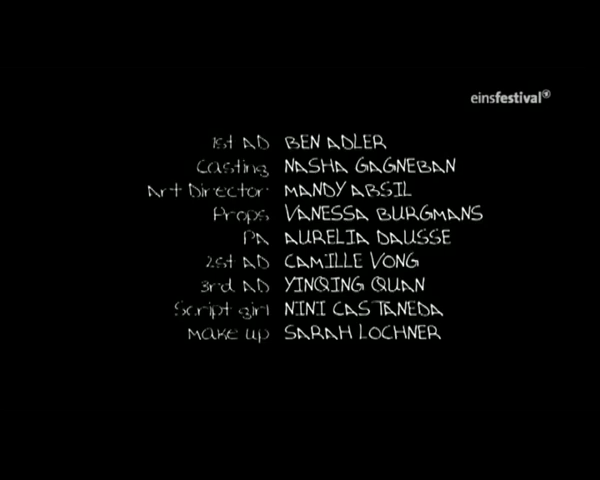 einsfestival
1st AD BEN ADLER
Casting NASHA GAGNEBAN
Art Director MANDY ABSIL
Props VANESSA BURGMANS
PA AURELIA DAUSSE
2st AD CAMILLE VONG
3rd AD YINQING QUAN
Script girl NINI CASTANEDA
Make up SARAH LOCHNER